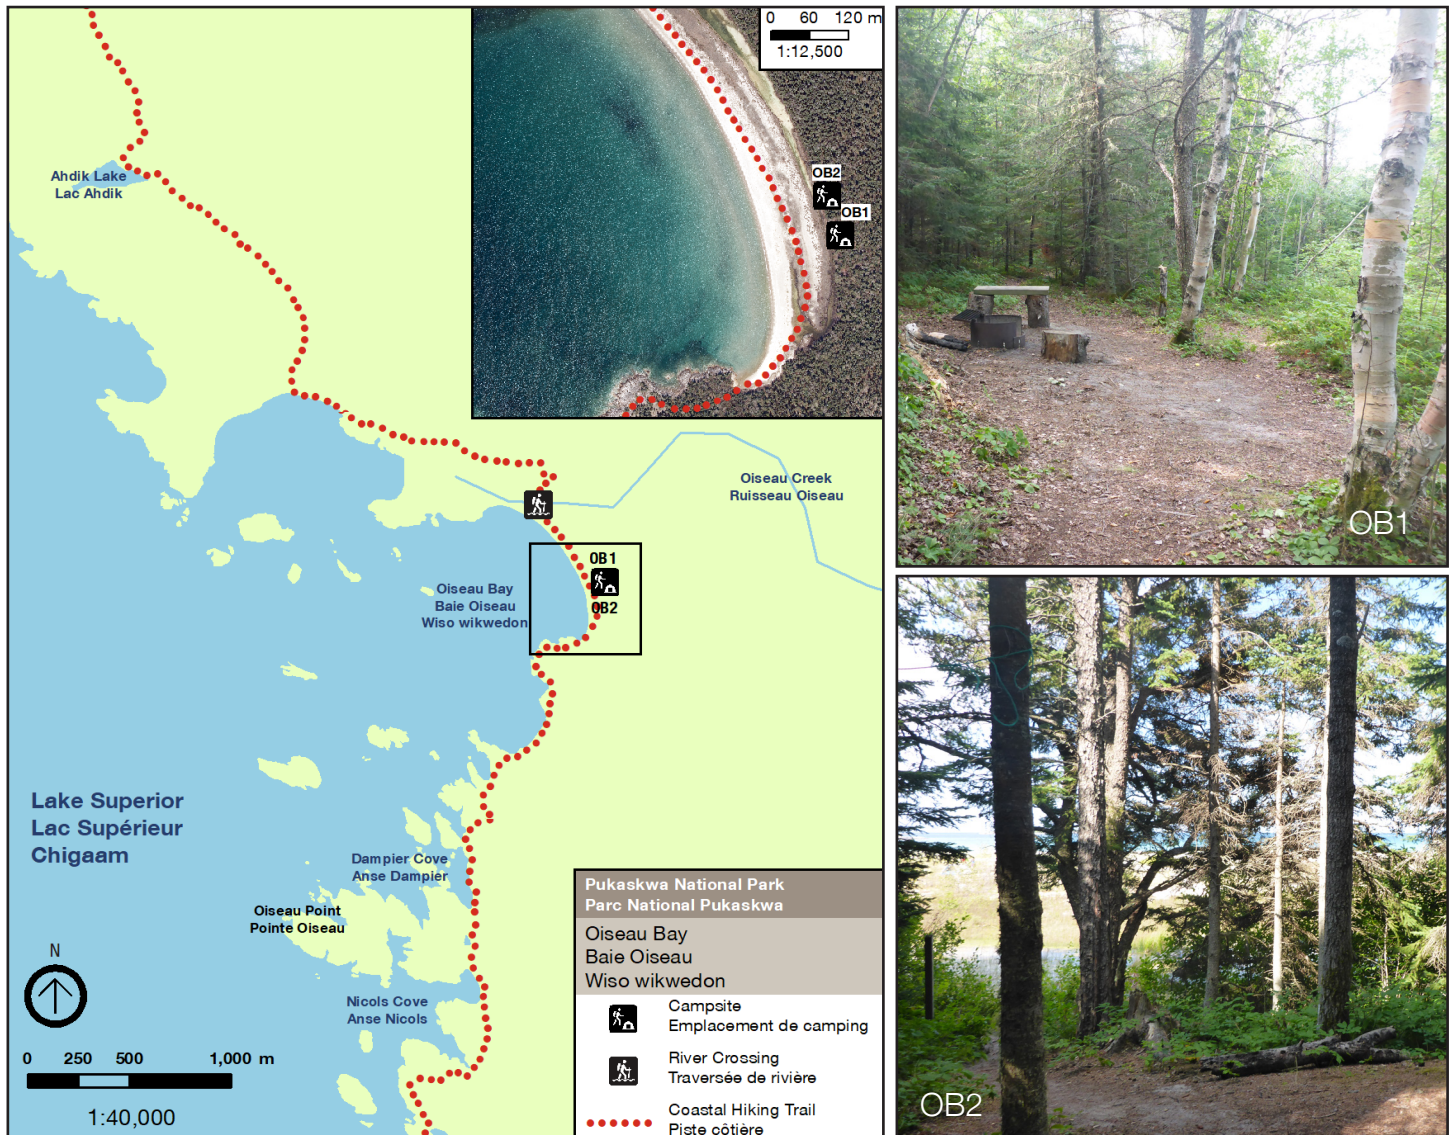 0 60 120 m
1:12,500
OB2
OB1
Ahdik Lake
Lac Ahdik
Oiseau Creek
Ruisseau Oiseau
OB1
OB2
Oiseau Bay
Baie Oiseau
Wiso wikwedon
Lake Superior
Lac Supérieur
Chigaam
Dampier Cove
Anse Dampier
Oiseau Point
Pointe Oiseau
Nicols Cove
Anse Nicols
N
0 250 500 1,000 m
1:40,000
Pukaskwa National Park
Parc National Pukaskwa
Oiseau Bay
Baie Oiseau
Wiso wikwedon
Campsite
Emplacement de camping
River Crossing
Traversée de rivière
Coastal Hiking Trail
Piste côtière
OB1
OB2